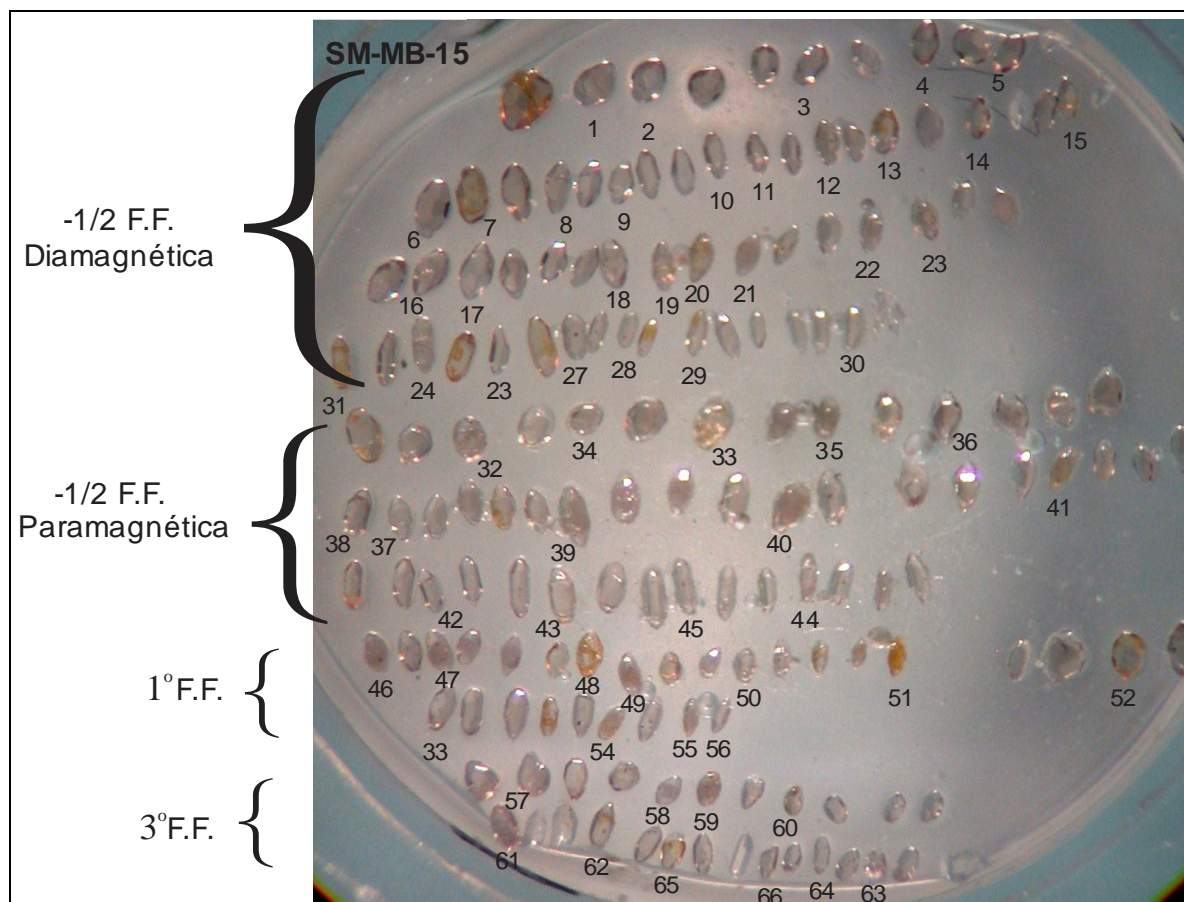 SM-MB-15
-1/2 F.F.
Diamagnética
1 2 3 4 5
6 7 8 9 10 11 12 13 14 15
16 17 18 19 20 21 22 23
31 24 23 27 28 29 30
-1/2 F.F.
Paramagnética
32 34 33 35 36
38 37 39 40 41
42 43 45 44
1° F.F.
46 47 48 49 50 51 52
33 54 55 56
3° F.F.
57 58 59 60
61 62 65 66 64 63